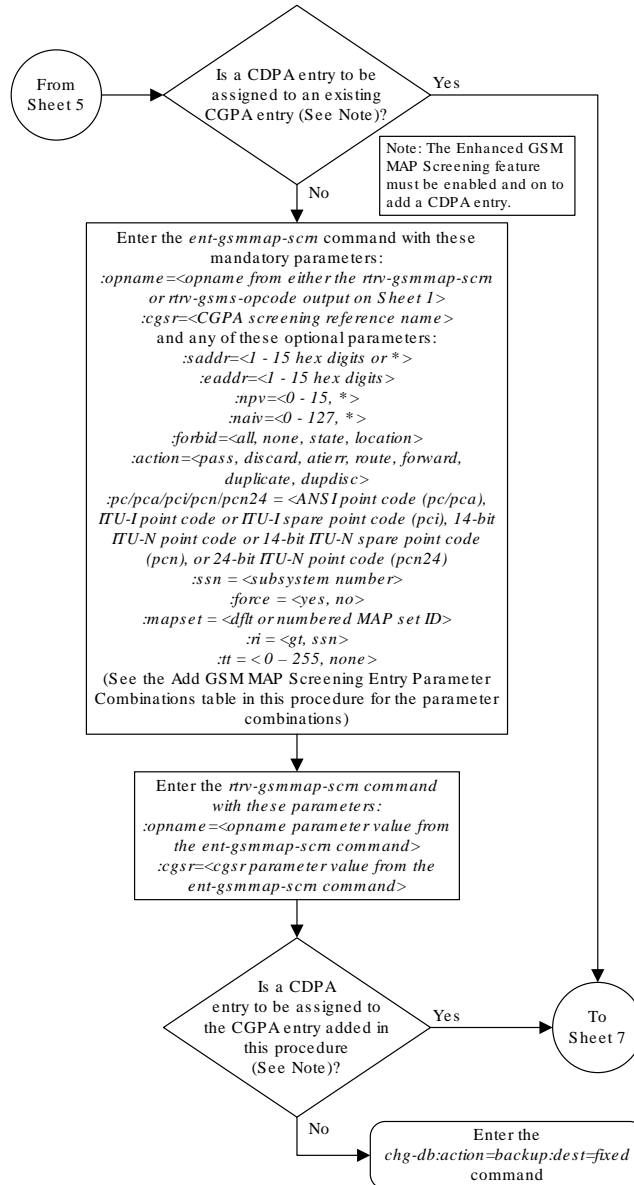 From
Sheet 5
Is a CDPA entry to be
assigned to an existing
CGPA entry (See Note)?
Yes
Note: The Enhanced GSM
MAP Screening feature
must be enabled and on to
add a CDPA entry.
No
Enter the ent-gsmmap-scrn command with these
mandatory parameters:
:opname=<opname from either the rtrv-gsmmap-scrn
or rtrv-gsms-opcode output on Sheet 1>
:cgsr=<CGPA screening reference name>
and any of these optional parameters:
:saddr=<1 - 15 hex digits or *>
:eaddr=<1 - 15 hex digits>
:npv=<0 - 15, *>
:naiv=<0 - 127, *>
:forbid=<all, none, state, location>
:action=<pass, discard, atierr, route, forward,
duplicate, dupdisc>
:pc/pca/pci/pcn/pcn24 = <ANSI point code (pc/pca),
ITU-I point code or ITU-I spare point code (pci), 14-bit
ITU-N point code or 14-bit ITU-N spare point code
(pcn), or 24-bit ITU-N point code (pcn24)
:ssn = <subsystem number>
:force = <yes, no>
:mapset = <dflt or numbered MAP set ID>
:ri = <gt, ssn>
:tt = < 0 – 255, none>
(See the Add GSM MAP Screening Entry Parameter
Combinations table in this procedure for the parameter
combinations)
Enter the rtrv-gsmmap-scrn command
with these parameters:
:opname=<opname parameter value from
the ent-gsmmap-scrn command>
:cgsr=<cgsr parameter value from the
ent-gsmmap-scrn command>
Is a CDPA
entry to be assigned to
the CGPA entry added in
this procedure
(See Note)?
Yes
To
Sheet 7
No
Enter the
chg-db:action=backup:dest=fixed
command